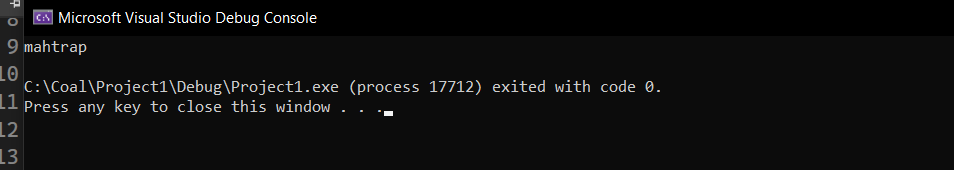 Microsoft Visual Studio Debug Console
8
9
mahtrap
10
C:\Coal\Project1\Debug\Project1.exe (process 17712) exited with code 0.
11
Press any key to close this window . . .
12
13